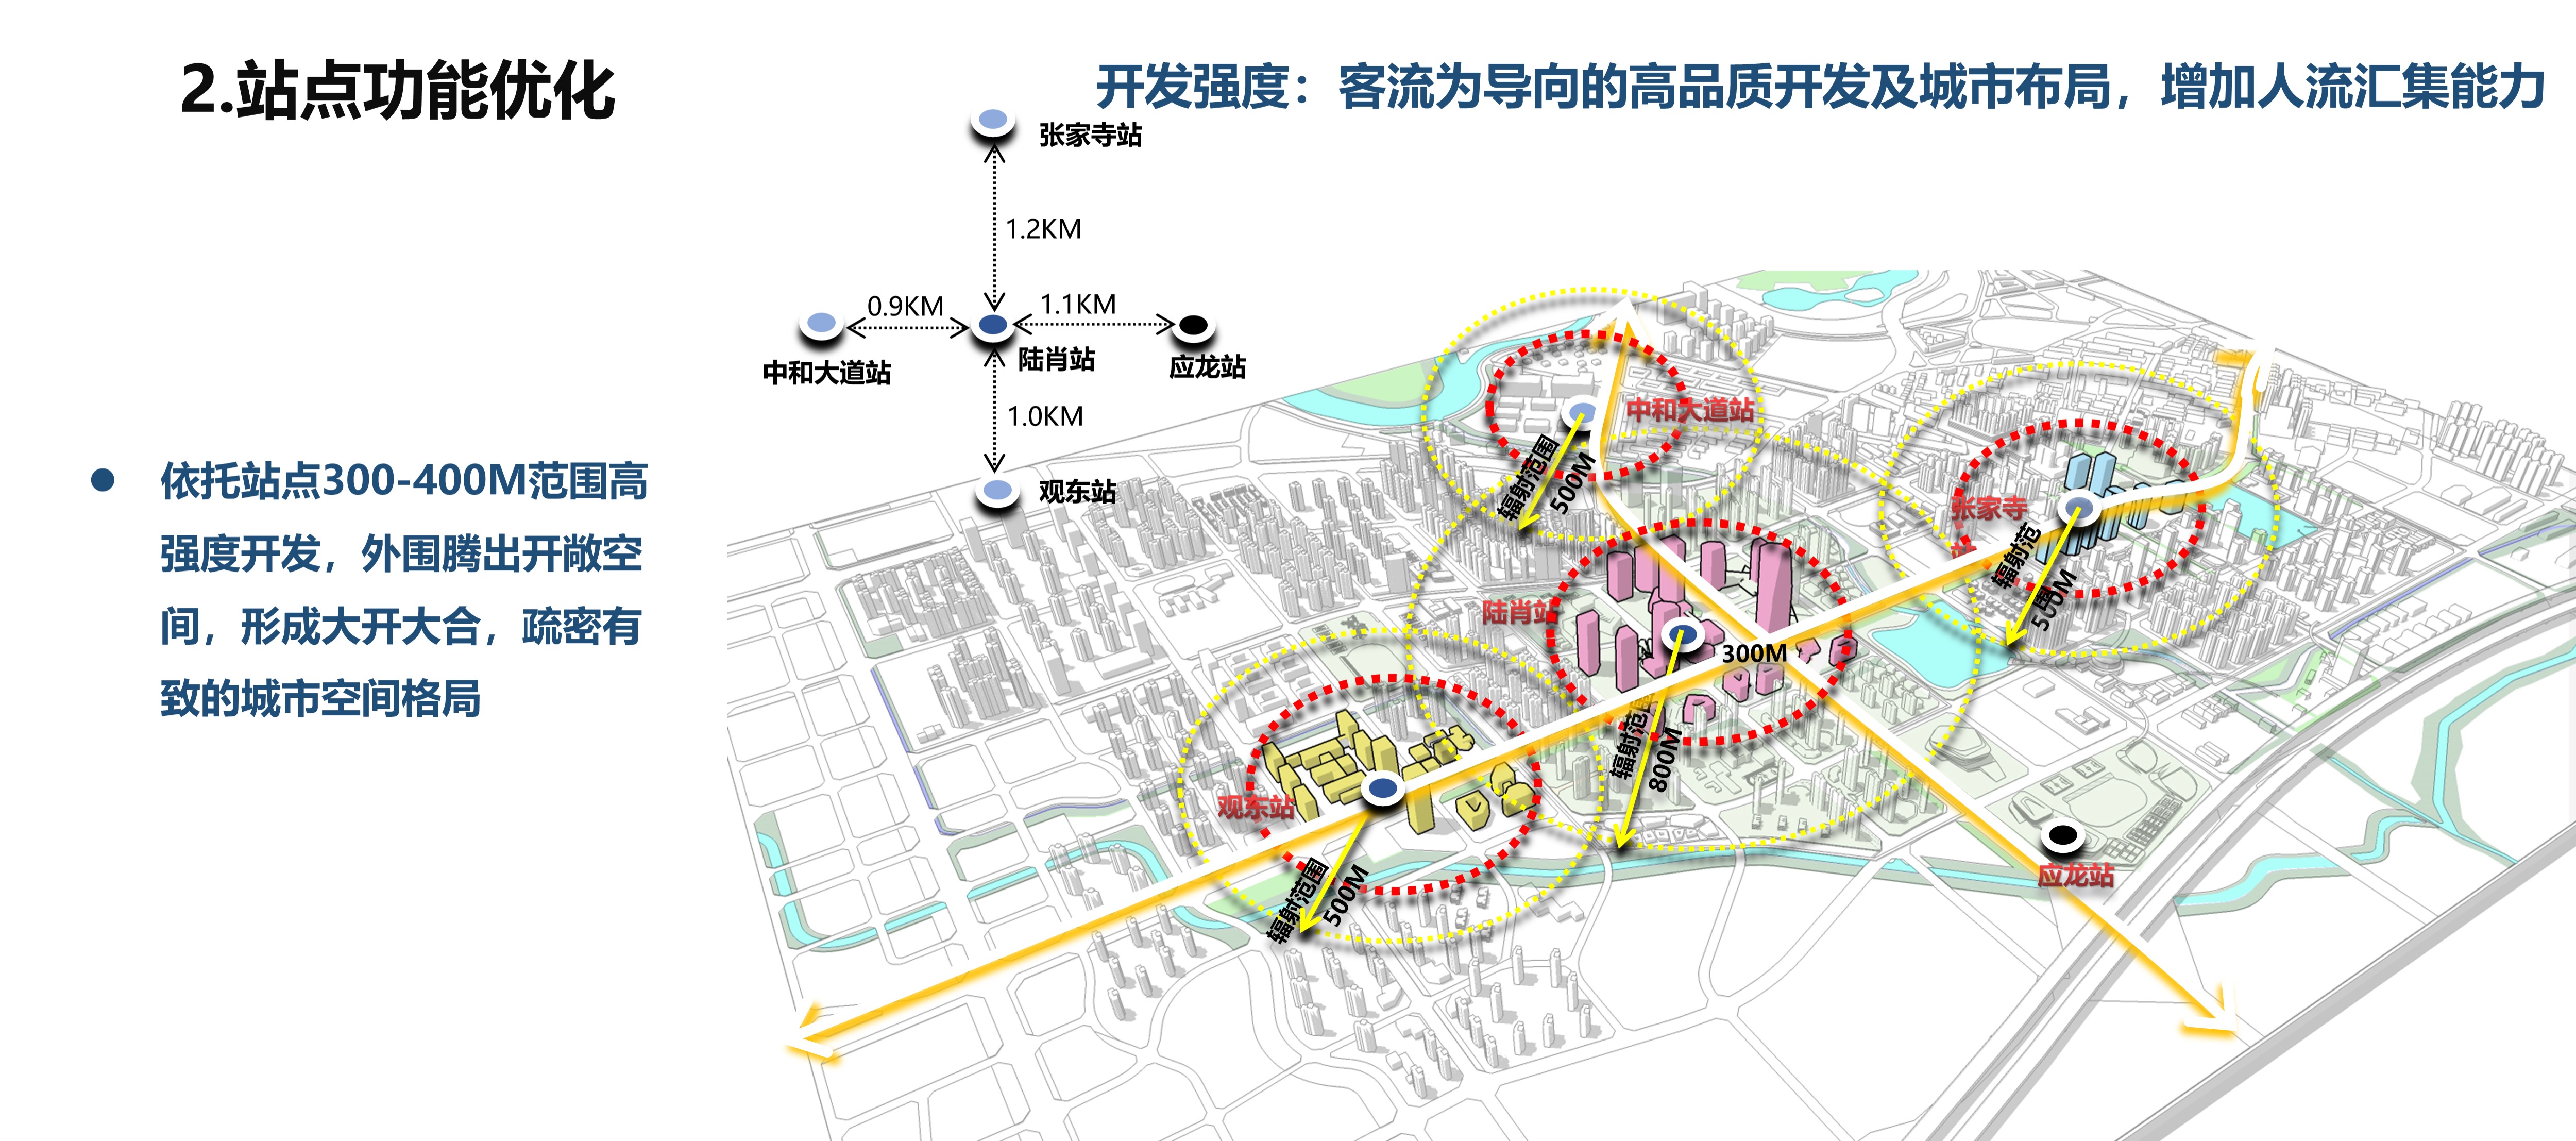 2.站点功能优化
开发强度：客流为导向的高品质开发及城市布局，增加人流汇集能力
张家寺站
1.2KM
0.9KM
1.1KM
中和大道站
陆肖站
应龙站
1.0KM
观东站
依托站点300-400M范围高
强度开发，外围腾出开敞空
间，形成大开大合，疏密有
致的城市空间格局
中和大道站
辐射范围
500M
张家寺
站
辐射范
围
500M
陆肖站
300M
辐射范围
800M
观东站
辐射范围
500M
应龙站